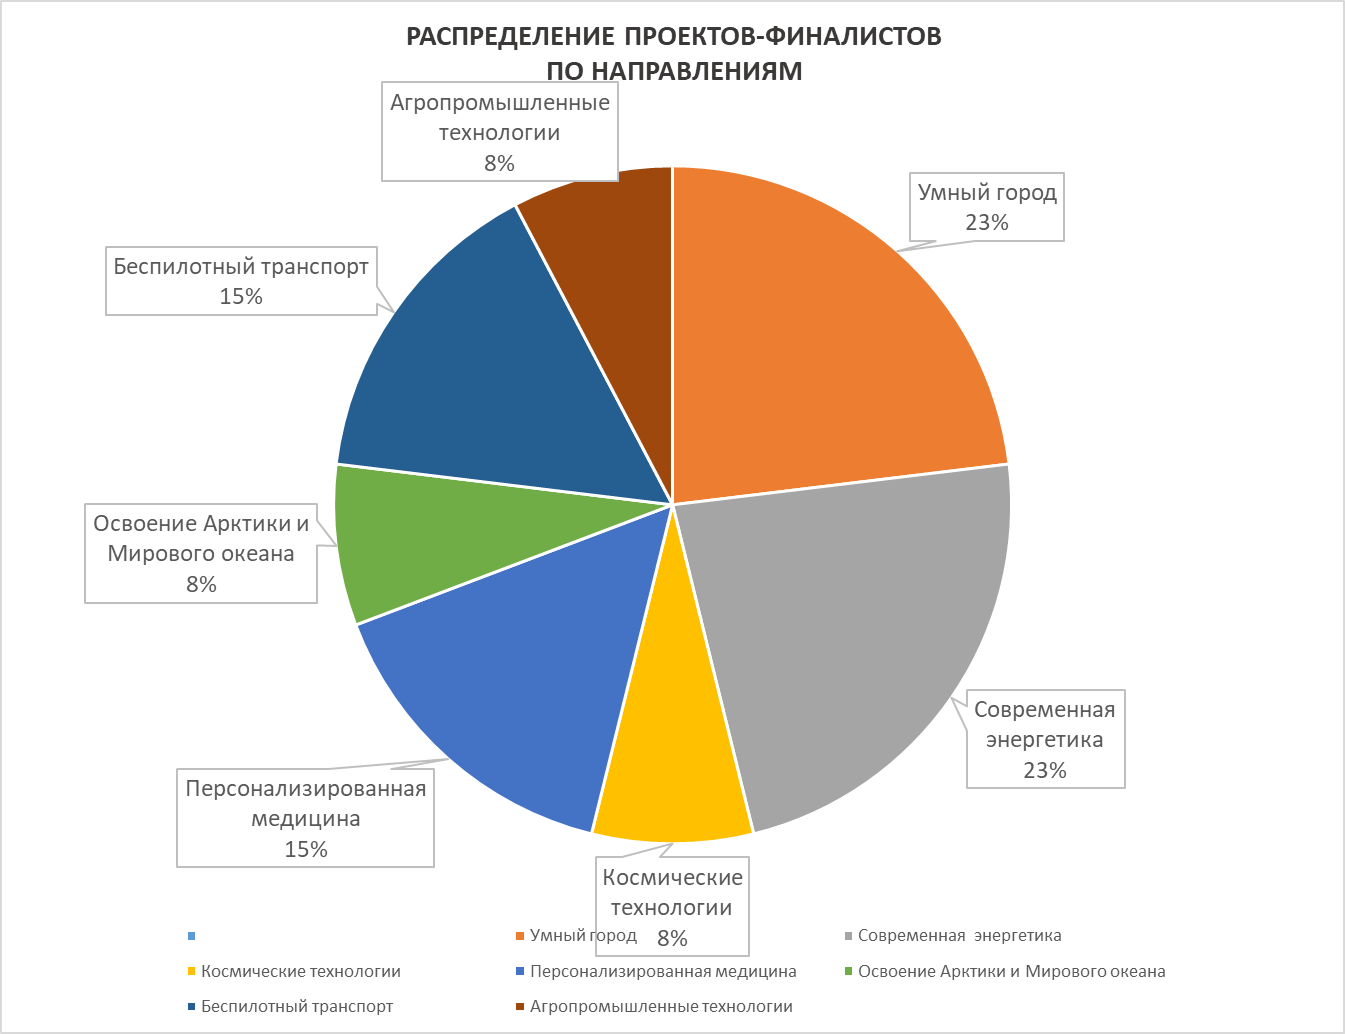 РАСПРЕДЕЛЕНИЕ ПРОЕКТОВ-ФИНАЛИСТОВ
ПО НАПРАВЛЕНИЯМ
Агропромышленные
технологии
8%
Умный город
23%
Беспилотный транспорт
15%
Освоение Арктики и
Мирового океана
8%
Современная
энергетика
23%
Персонализированная
медицина
15%
Космические
технологии
8%
Умный город
Современная энергетика
Космические технологии
Персонализированная медицина
Освоение Арктики и Мирового океана
Беспилотный транспорт
Агропромышленные технологии